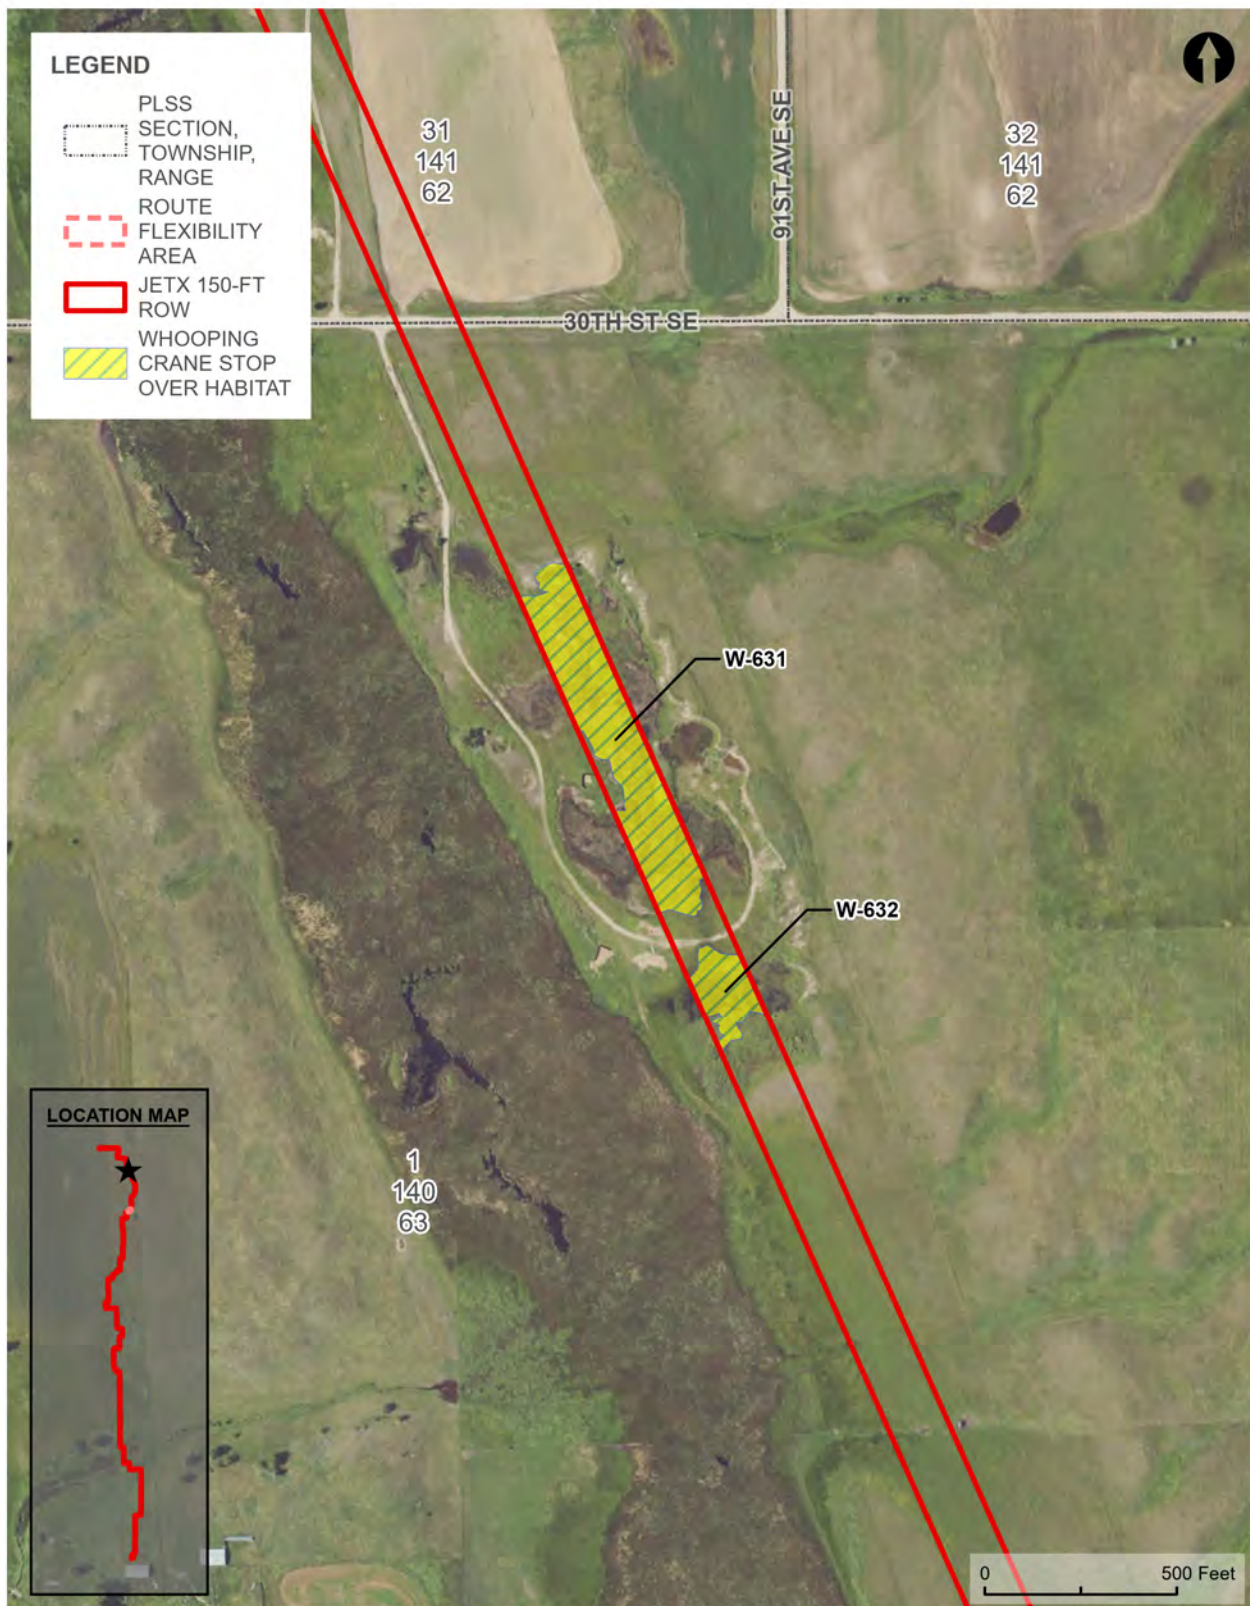 LEGEND
PLSS
SECTION,
TOWNSHIP,
RANGE
ROUTE
FLEXIBILITY
AREA
JETX 150-FT
ROW
WHOOPING
CRANE STOP
OVER HABITAT
31
141
62
91ST AVE SE
32
141
62
30TH ST SE
W-631
W-632
LOCATION MAP
1
140
63
0 500 Feet